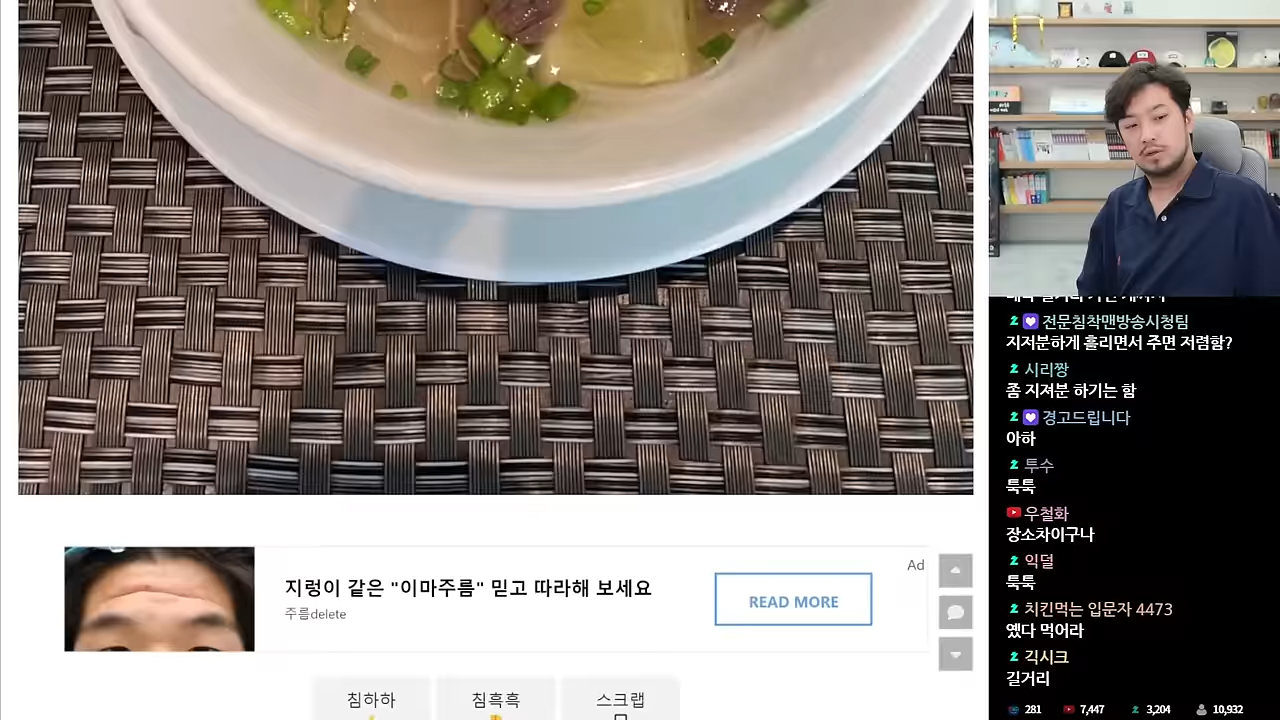 Ad
지렁이 같은 "이마주름" 믿고 따라해 보세요
주름delete
READ MORE
침하하
침흑흑
스크랩
전문침착맨방송시청팀
지저분하게 흘리면서 주면 저렴함?
시리짱
좀 지져분 하기는 함
경고드립니다
아하
투수
툭툭
우철화
장소차이구나
익덜
툭툭
치킨먹는 입문자 4473
옜다 먹어라
긱시크
길거리
281
7,447
3,204
10,932